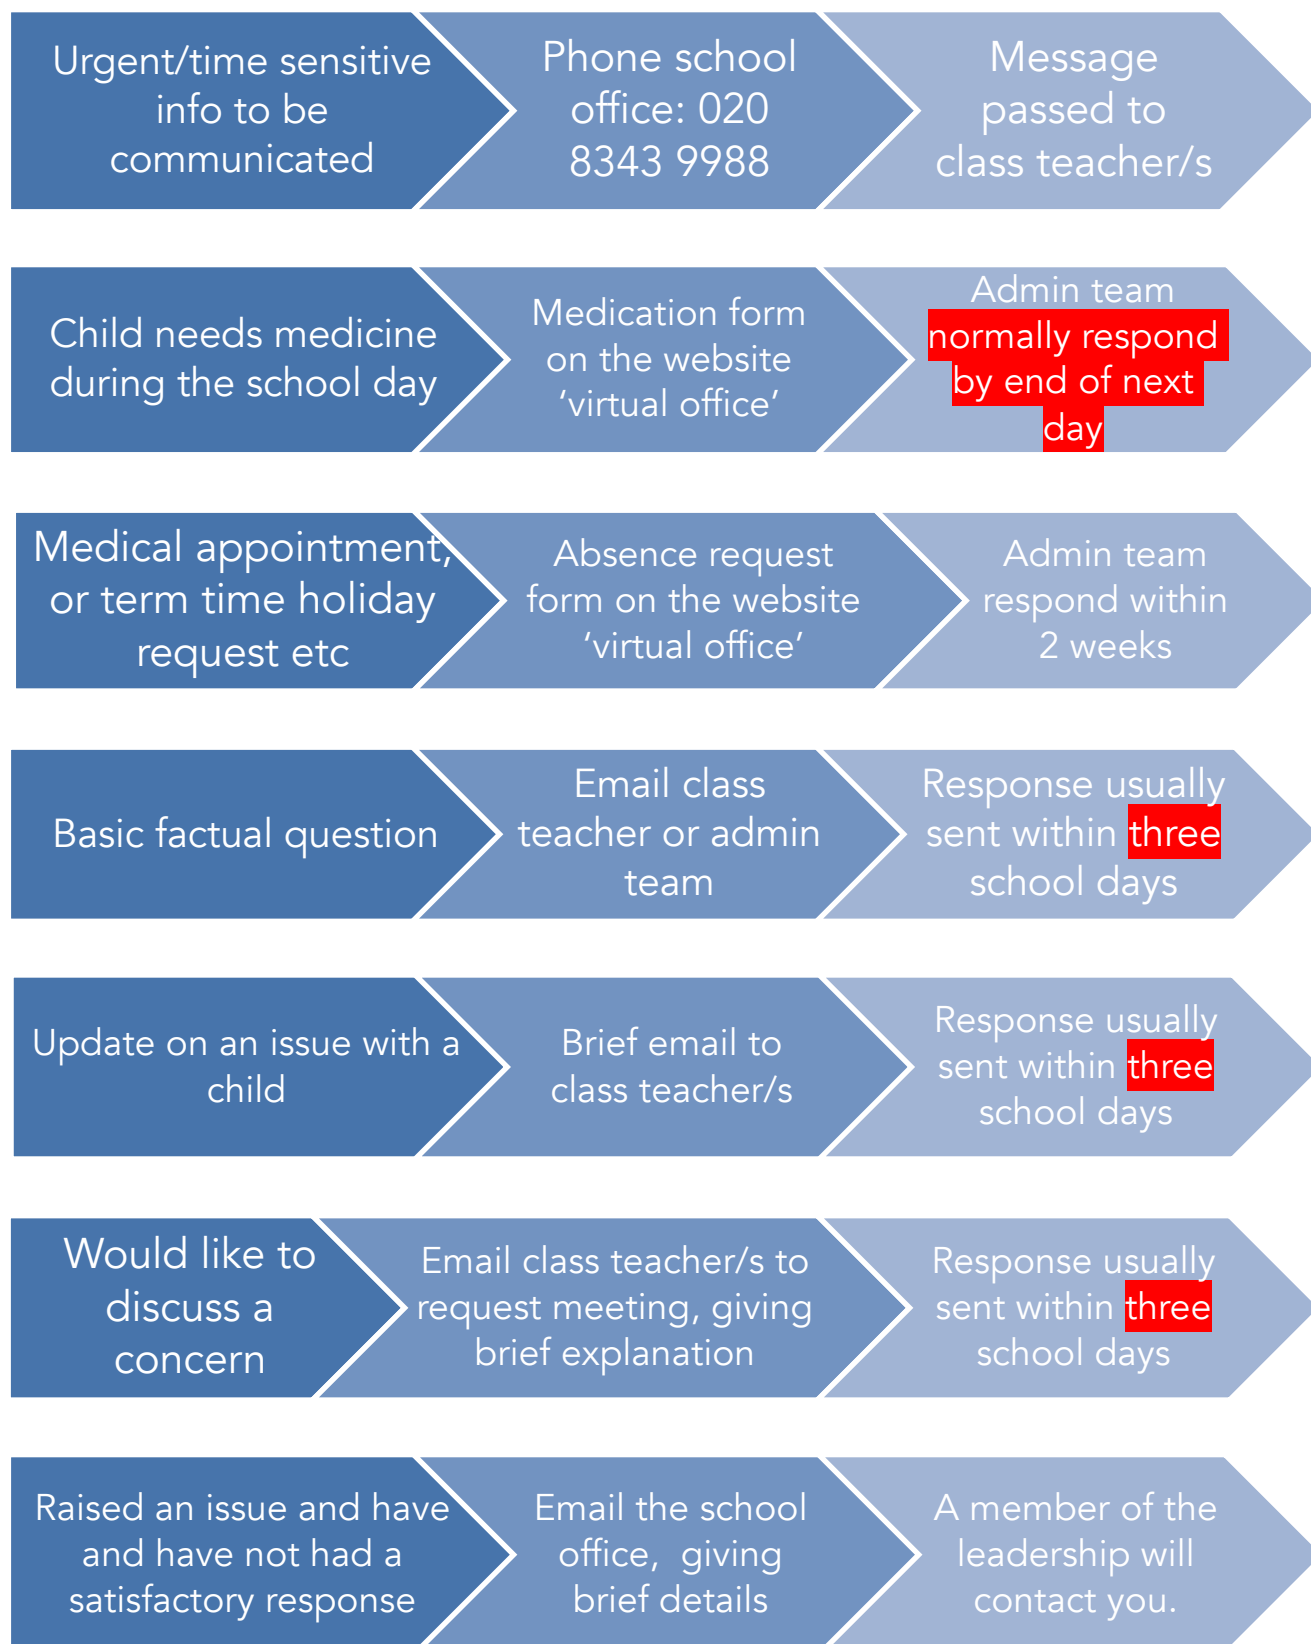 Urgent/time sensitive
info to be
communicated
Phone school
office: 020
8343 9988
Message
passed to
class teacher/s
Child needs medicine
during the school day
Medication form
on the website
‘virtual office’
Admin team
normally respond
by end of next
day
Medical appointment,
or term time holiday
request etc
Absence request
form on the website
‘virtual office’
Admin team
respond within
2 weeks
Basic factual question
Email class
teacher or admin
team
Response usually
sent within three
school days
Update on an issue with a
child
Brief email to
class teacher/s
Response usually
sent within three
school days
Would like to
discuss a
concern
Email class teacher/s to
request meeting, giving
brief explanation
Response usually
sent within three
school days
Raised an issue and have
and have not had a
satisfactory response
Email the school
office,  giving
brief details
A member of the
leadership will
contact you.